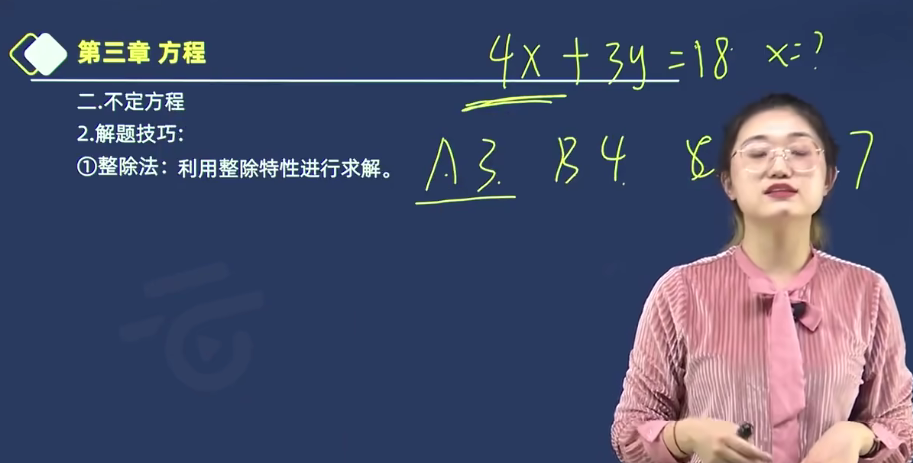 第三章 方程
4x + 3y = 18 x = ?
二.不定方程
2.解题技巧：
①整除法：利用整除特性进行求解。
A 3. B 4. 7